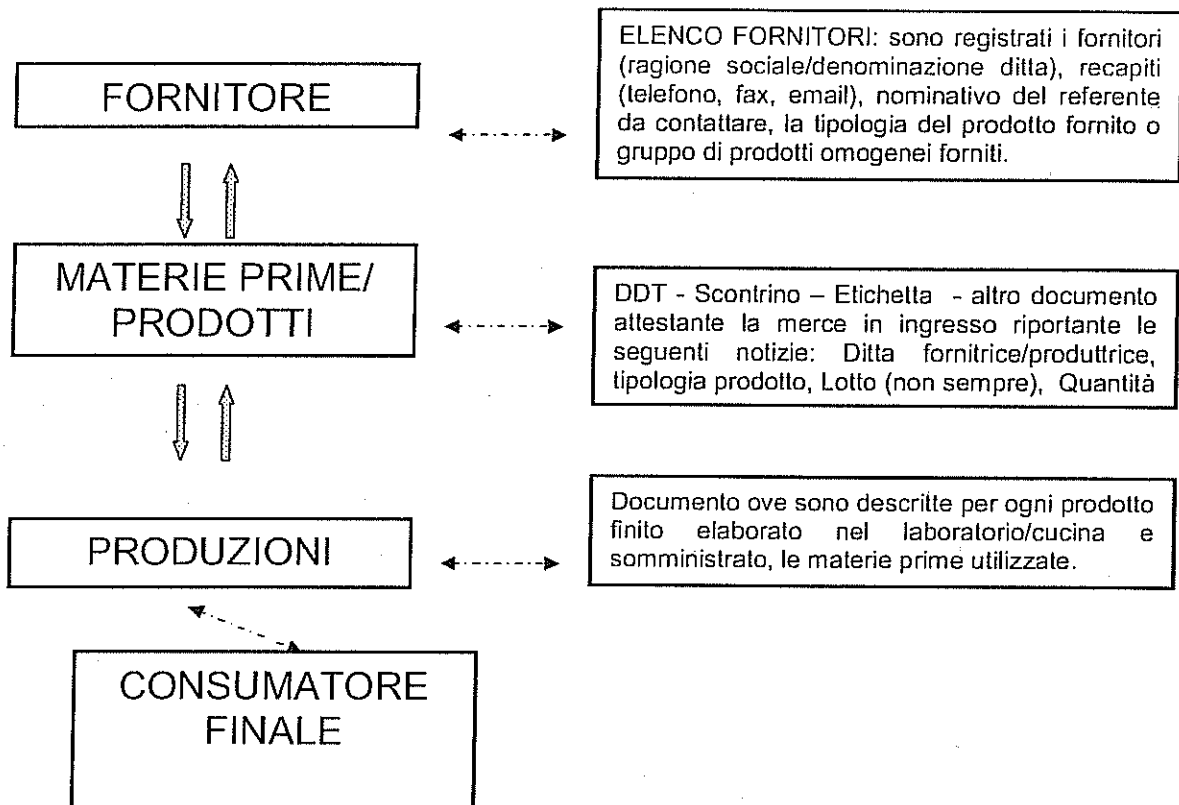 FORNITORE
ELENCO FORNITORI: sono registrati i fornitori
(ragione sociale/denominazione ditta), recapiti
(telefono, fax, email), nominativo del referente
da contattare, la tipologia del prodotto fornito o
gruppo di prodotti omogenei forniti.
MATERIE PRIME/
PRODOTTI
DDT - Scontrino – Etichetta - altro documento
attestante la merce in ingresso riportante le
seguenti notizie: Ditta fornitrice/produttrice,
tipologia prodotto, Lotto (non sempre), Quantità
PRODUZIONI
Documento ove sono descritte per ogni prodotto
finito elaborato nel laboratorio/cucina e
somministrato, le materie prime utilizzate.
CONSUMATORE
FINALE